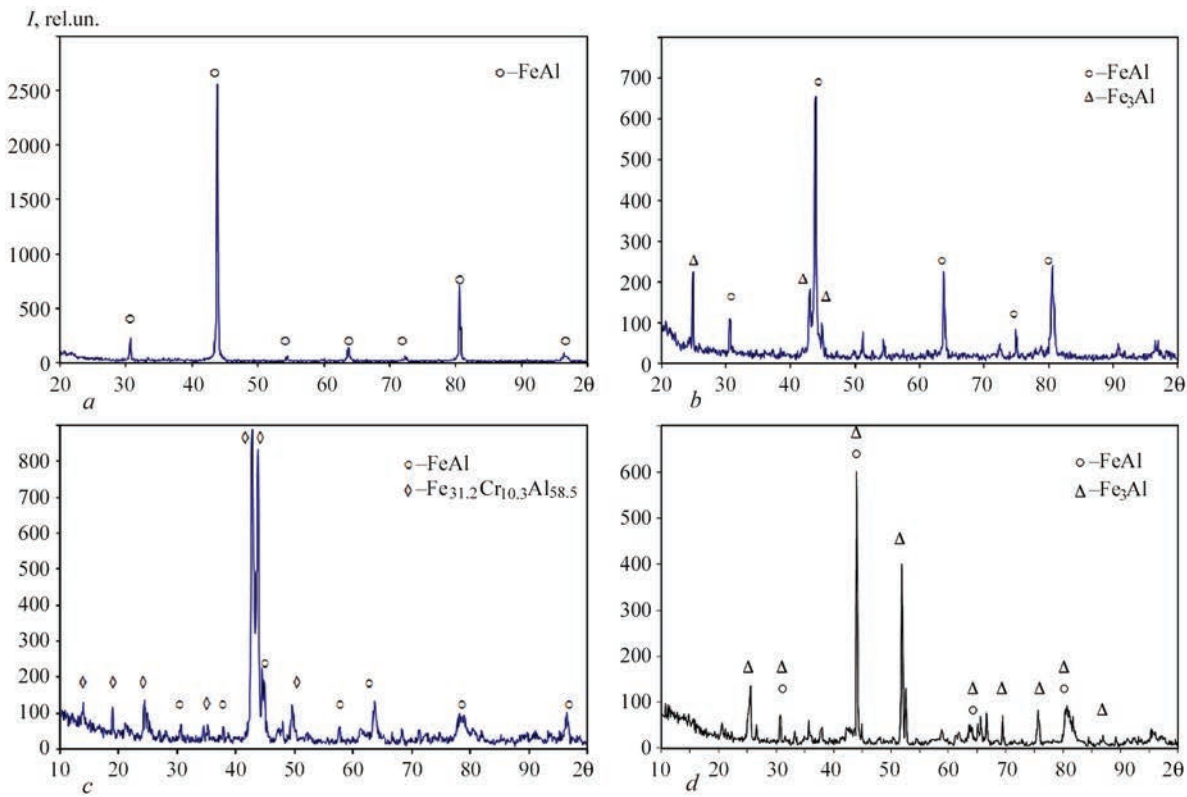 I, rel.un.
○–FeAl
2500
2000
1500
1000
500
0
20 30 40 50 60 70 80 90 2θ
a
○–FeAl
Δ–Fe3Al
700
600
500
400
300
200
100
0
20 30 40 50 60 70 80 90 2θ
b
○–FeAl
◊–Fe31.2Cr10.3Al58.5
800
700
600
500
400
300
200
100
0
10 20 30 40 50 60 70 80 90 2θ
c
○–FeAl
Δ–Fe3Al
600
500
400
300
200
100
0
10 20 30 40 50 60 70 80 90 2θ
d